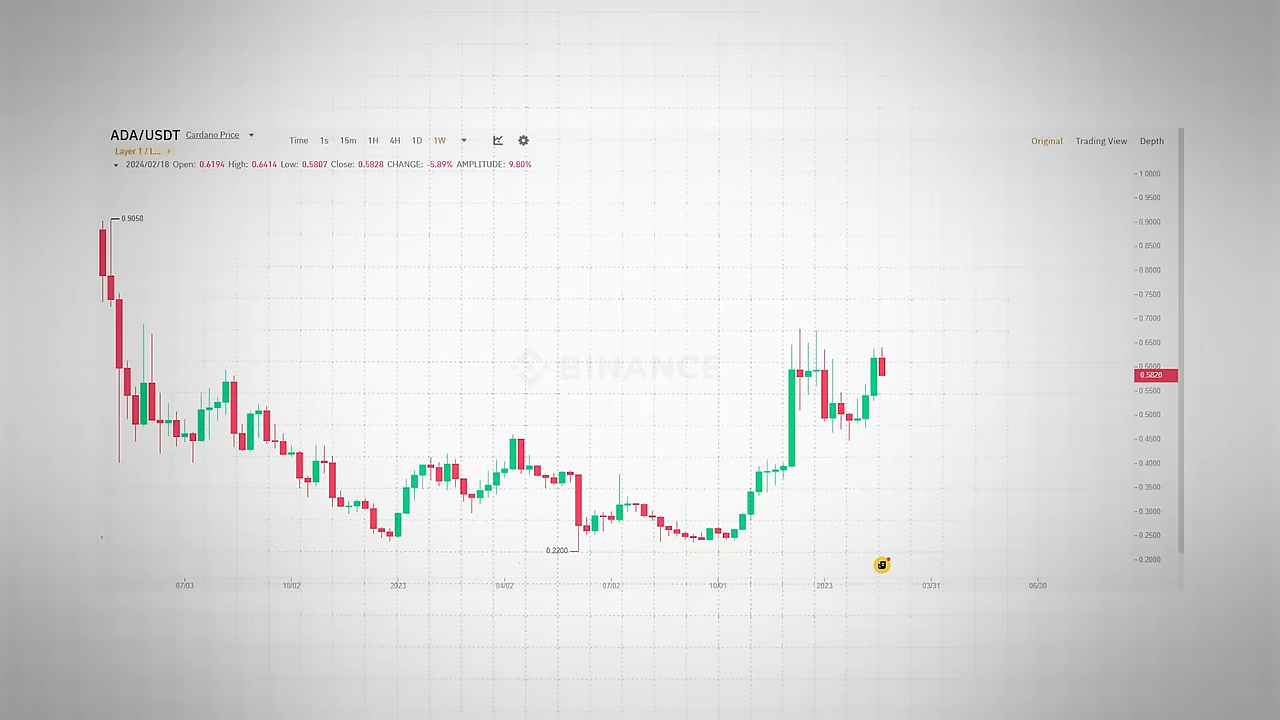 ADA/USDT Cardano Price
Time 1s 15m 1H 4H 1D 1W
Original Trading View Depth
Layer 1 / L...
2024/02/18 Open: 0.6194 High: 0.6414 Low: 0.5807 Close: 0.5828 CHANGE: -5.89% AMPLITUDE: 9.80%
1.0000
0.9500
0.9058
0.9000
0.8500
0.8000
0.7500
0.7000
0.6500
BINANCE
0.6000
0.5828
0.5500
0.5000
0.4500
0.4000
0.3500
0.3000
0.2500
0.2200
0.2000
07/03 10/02 2023 04/02 07/02 10/01 2023 03/31 06/30